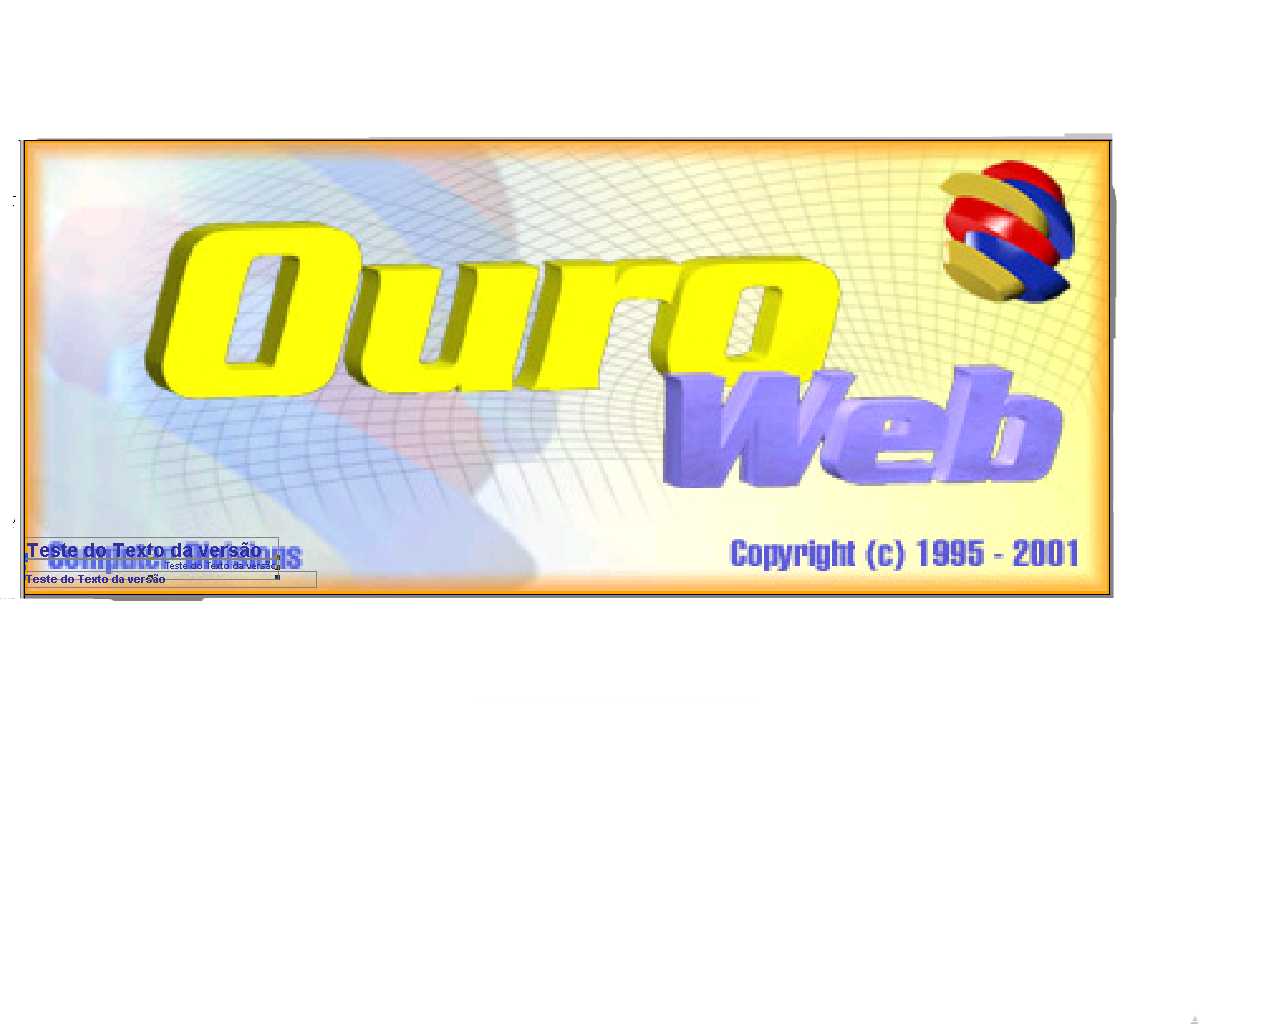 Ouro
Web
Teste do Texto da versão
Computer Divisions
Teste do Texto da versão
Teste do Texto da versão
Copyright (c) 1995 - 2001